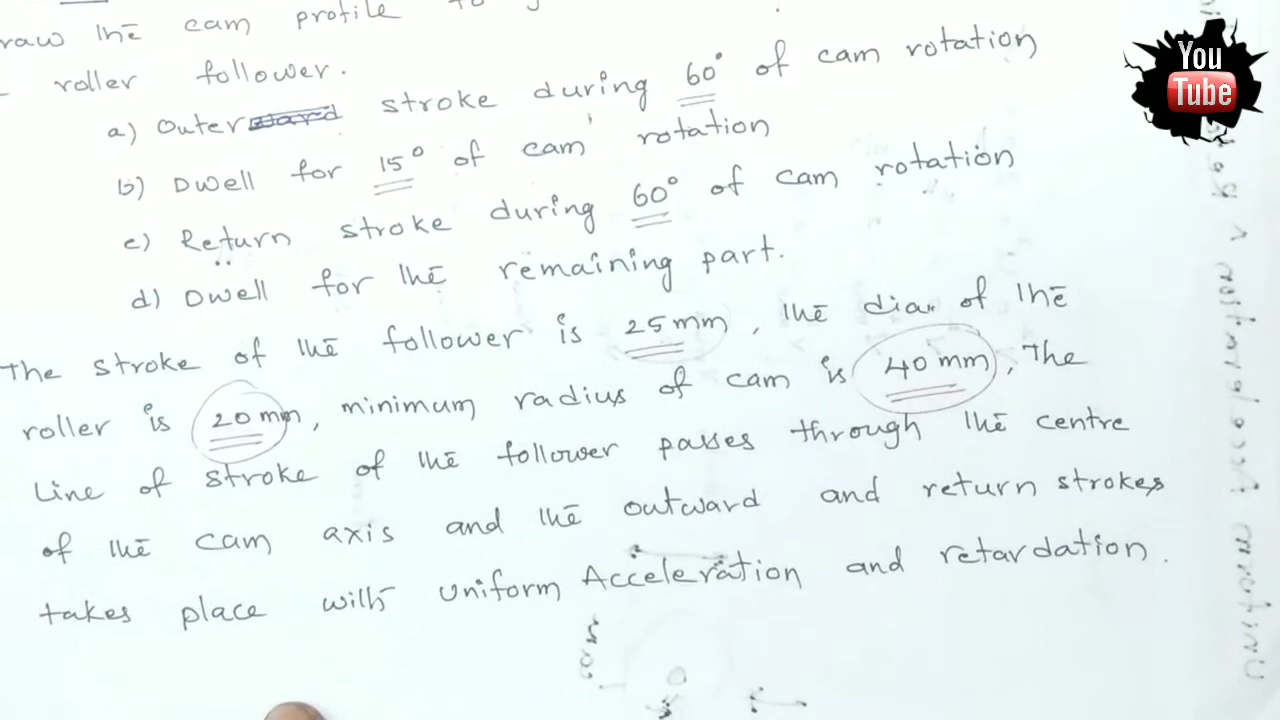 raw the cam profile to
roller follower.
a) Outer stroke during 60° of cam rotation
b) Dwell for 15° of cam rotation
c) Return stroke during 60° of cam rotation
d) Dwell for the remaining part.
The stroke of the follower is 25mm, the dia. of the
roller is 20mm, minimum radius of cam is 40mm, The
Line of stroke of the follower passes through the centre
of the cam axis and the outward and return strokes
takes place with uniform Acceleration and retardation.
You
Tube